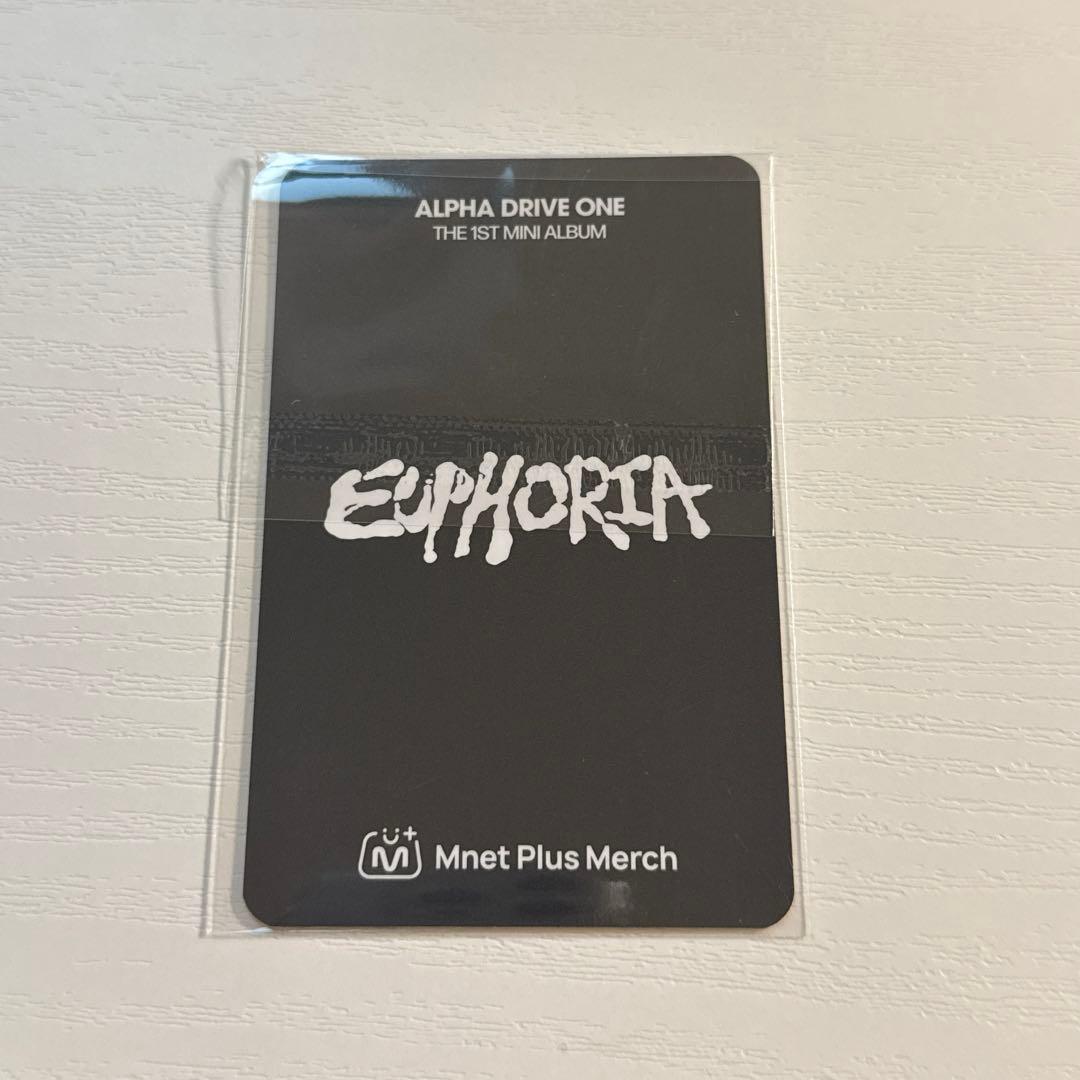 ALPHA DRIVE ONE
THE 1ST MINI ALBUM
EUPHORIA
Mnet Plus Merch